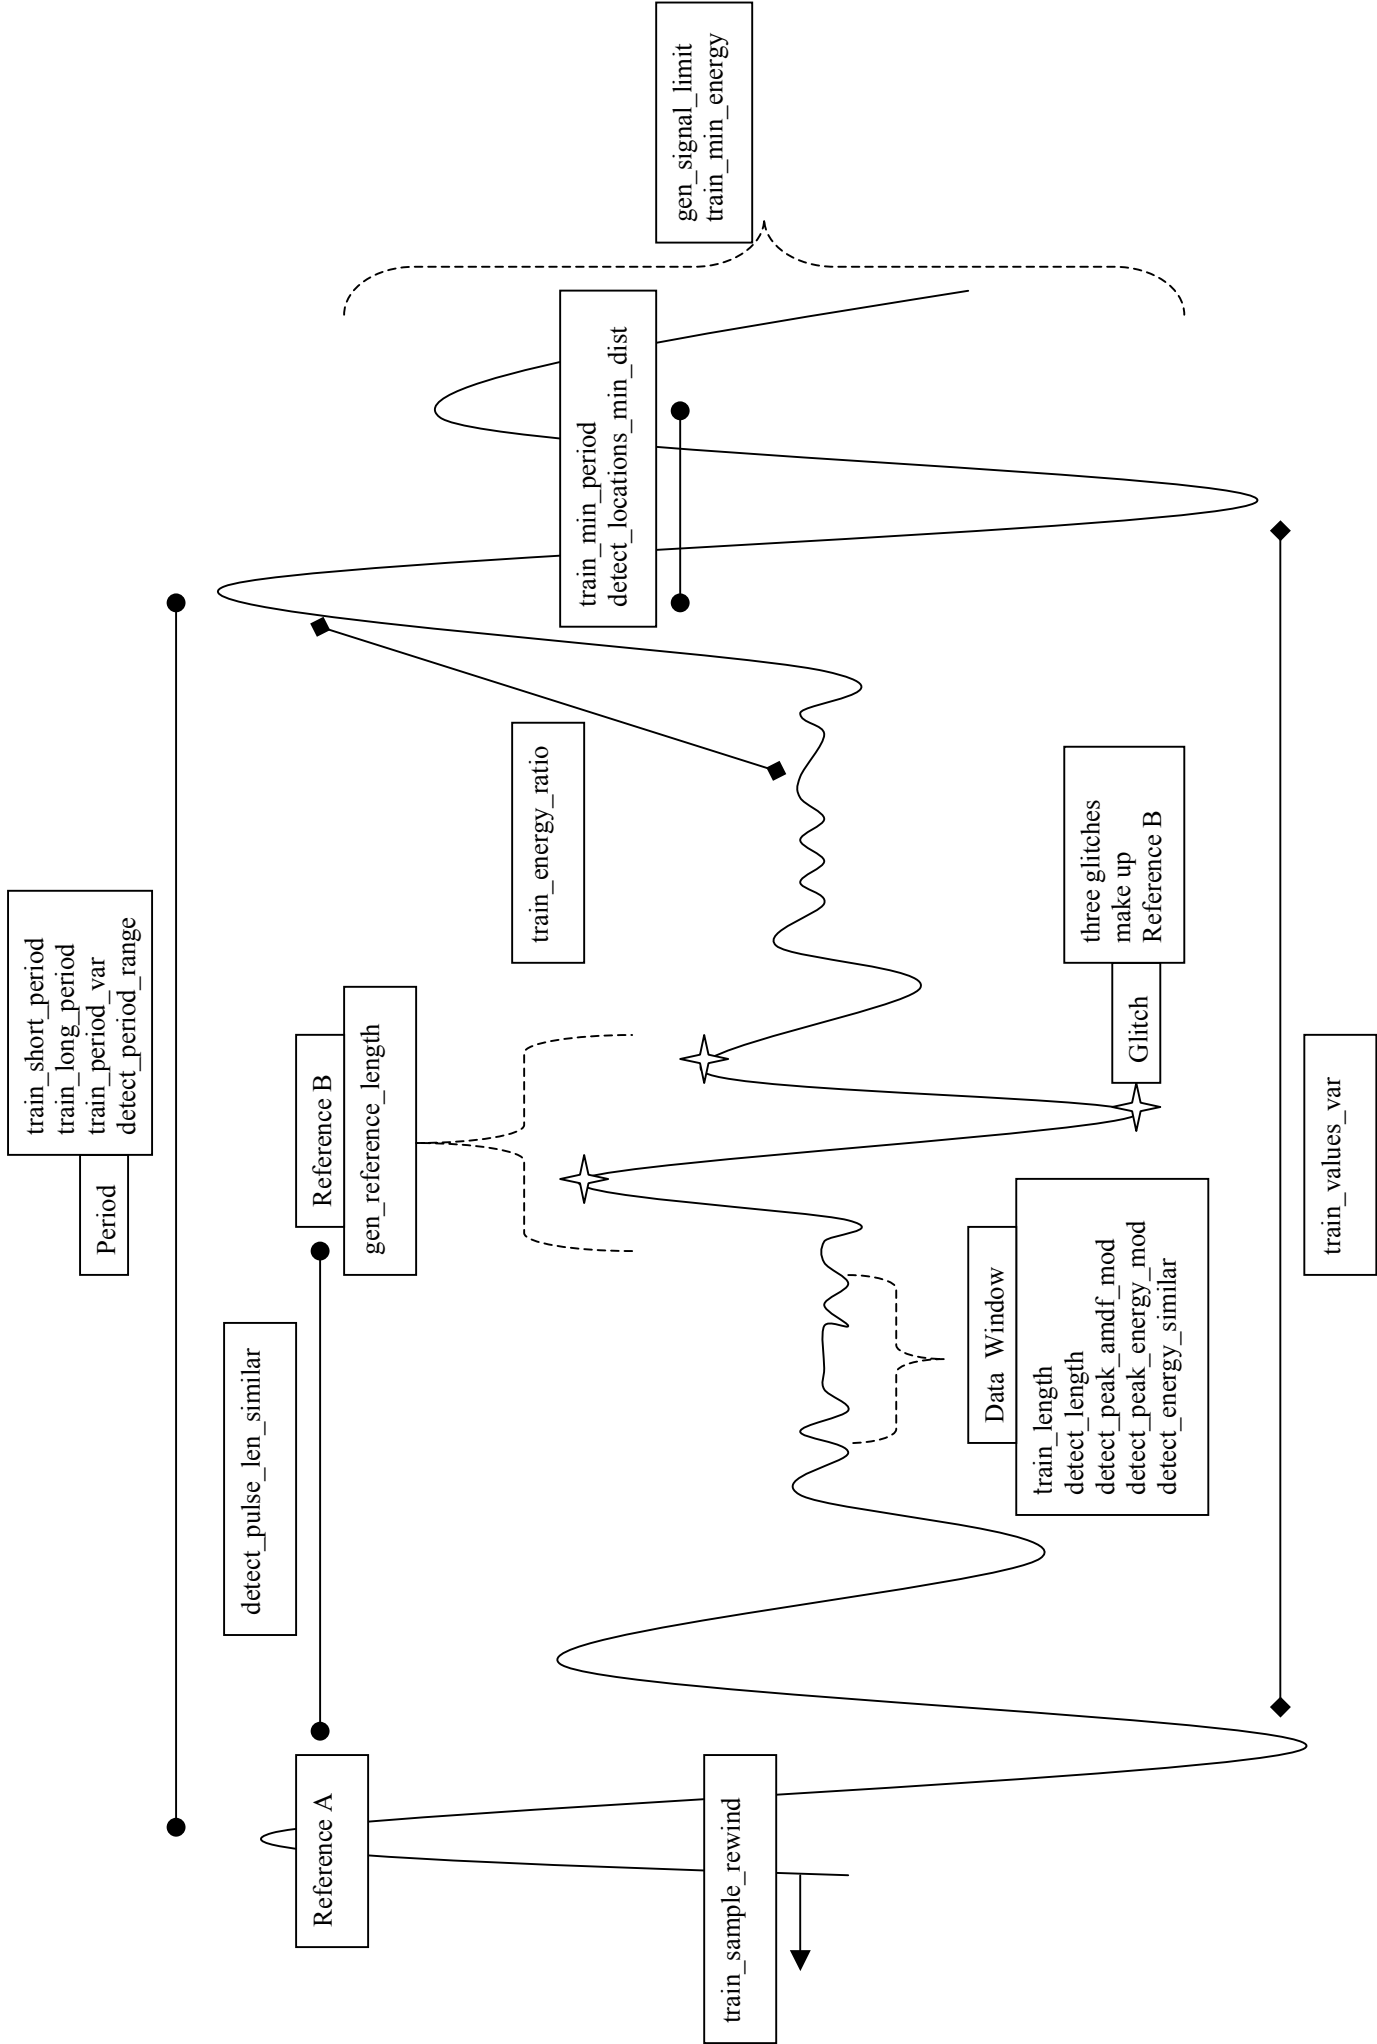 Period
train_short_period
train_long_period
train_period_var
detect_period_range
detect_pulse_len_similar
Reference A
Reference B
gen_reference_length
train_energy_ratio
train_min_period
detect_locations_min_dist
gen_signal_limit
train_min_energy
train_sample_rewind
Data Window
train_length
detect_length
detect_peak_amdf_mod
detect_peak_energy_mod
detect_energy_similar
Glitch
three glitches
make up
Reference B
train_values_var